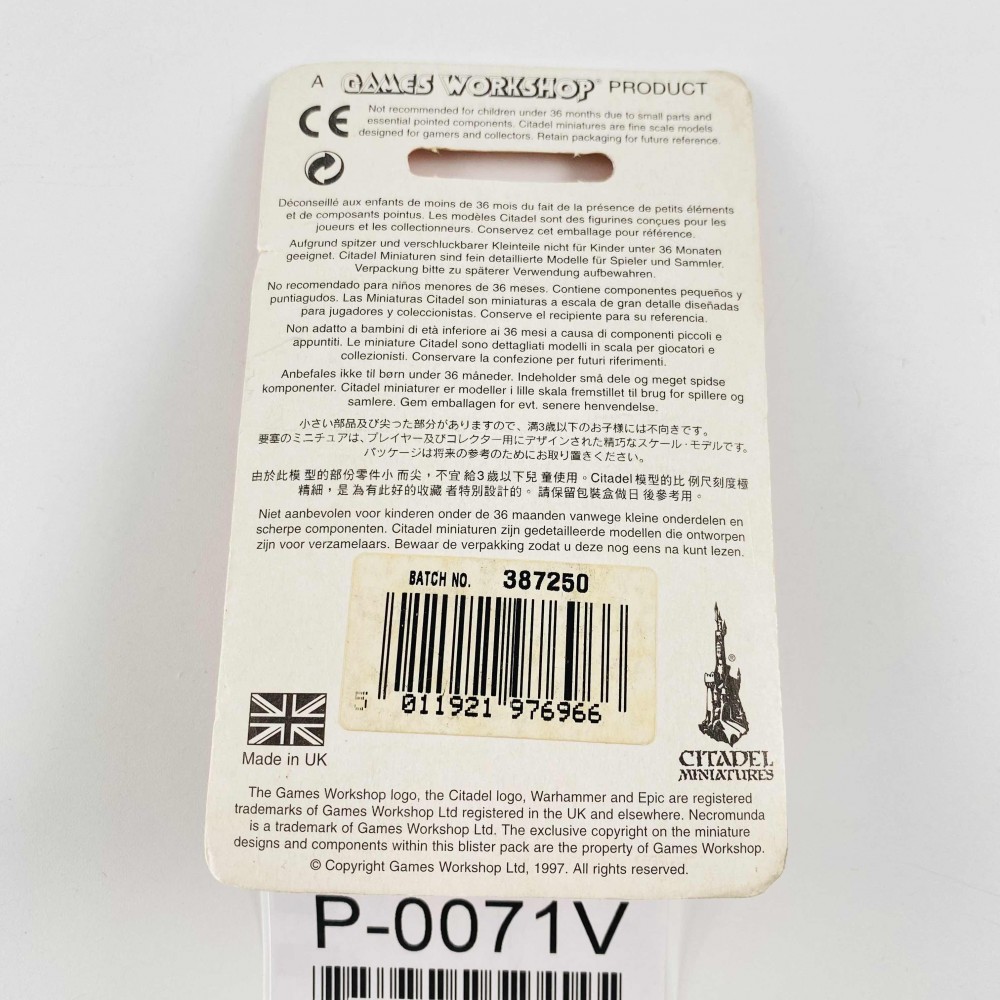 A GAMES WORKSHOP® PRODUCT
CE
Not recommended for children under 36 months due to small parts and
essential pointed components. Citadel miniatures are fine scale models
designed for gamers and collectors. Retain packaging for future reference.
Déconseillé aux enfants de moins de 36 mois du fait de la présence de petits éléments
et de composants pointus. Les modèles Citadel sont des figurines conçues pour les
joueurs et les collectionneurs. Conservez cet emballage pour référence.
Aufgrund spitzer und verschluckbarer Kleinteile nicht für Kinder unter 36 Monaten
geeignet. Citadel Miniaturen sind fein detaillierte Modelle für Spieler und Sammler.
Verpackung bitte zu späterer Verwendung aufbewahren.
No recomendado para niños menores de 36 meses. Contiene componentes pequeños y
puntiagudos. Las Miniaturas Citadel son miniaturas a escala de gran detalle diseñadas
para jugadores y coleccionistas. Conserve el recipiente para su referencia.
Non adatto a bambini di età inferiore ai 36 mesi a causa di componenti piccoli e
appuntiti. Le miniature Citadel sono dettagliati modelli in scala per giocatori e
collezionisti. Conservare la confezione per futuri riferimenti.
Anbefales ikke til børn under 36 måneder. Indeholder små dele og meget spidse
komponenter. Citadel miniaturer er modeller i lille skala fremstillet til brug for spillere og
samlere. Gem emballagen for evt. senere henvendelse.
小さい部品及び尖った部分がありますので、満3歳以下のお子様には不向きです。
要塞のミニチュアは、プレイヤー及びコレクター用にデザインされた精巧なスケール・モデルです。
パッケージは将来の参考のためにお取り置きください。
由於此模 型的部份零件小 而尖，不宜 給3歲以下兒 童使用。Citadel模型的比 例尺刻度極
精細，是 為有此好的收藏 者特別設計的。 請保留包裝盒做日 後參考用。
Niet aanbevolen voor kinderen onder de 36 maanden vanwege kleine onderdelen en
scherpe componenten. Citadel miniaturen zijn gedetailleerde modellen die ontworpen
zijn voor verzamelaars. Bewaar de verpakking zodat u deze nog eens na kunt lezen.
BATCH NO. 387250
5 011921 976966
®
CITADEL
MINIATURES
Made in UK
The Games Workshop logo, the Citadel logo, Warhammer and Epic are registered
trademarks of Games Workshop Ltd registered in the UK and elsewhere. Necromunda
is a trademark of Games Workshop Ltd. The exclusive copyright on the miniature
designs and components within this blister pack are the property of Games Workshop.
© Copyright Games Workshop Ltd, 1997. All rights reserved.
P-0071V